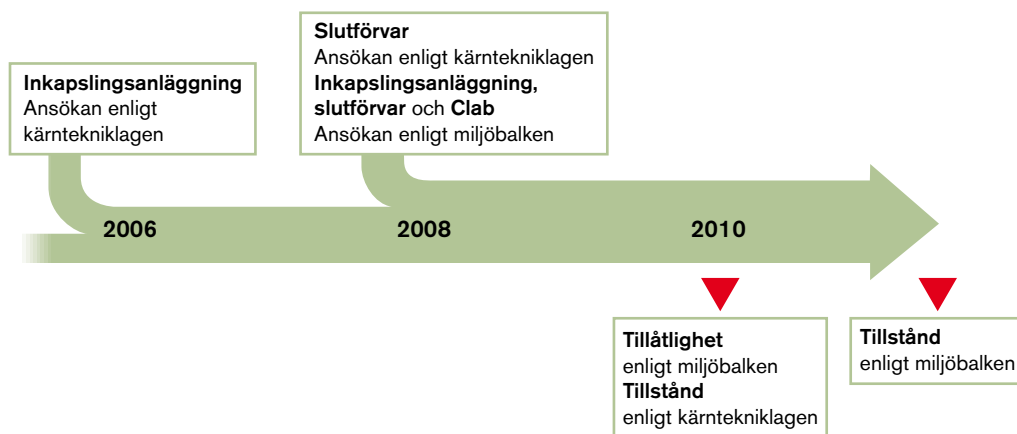 Inkapslingsanläggning
Ansökan enligt
kärntekniklagen
Slutförvar
Ansökan enligt kärntekniklagen
Inkapslingsanläggning,
slutförvar och Clab
Ansökan enligt miljöbalken
2006
2008
2010
Tillåtlighet
enligt miljöbalken
Tillstånd
enligt kärntekniklagen
Tillstånd
enligt miljöbalken